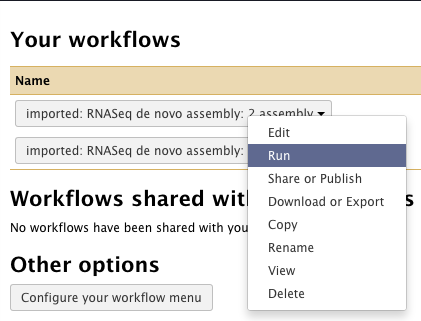 Your workflows
Name
imported: RNASeq de novo assembly: 2 assembly
imported: RNASeq de novo assembly:
Edit
Run
Share or Publish
Download or Export
Copy
Rename
View
Delete
Workflows shared with s
No workflows have been shared with you
Other options
Configure your workflow menu